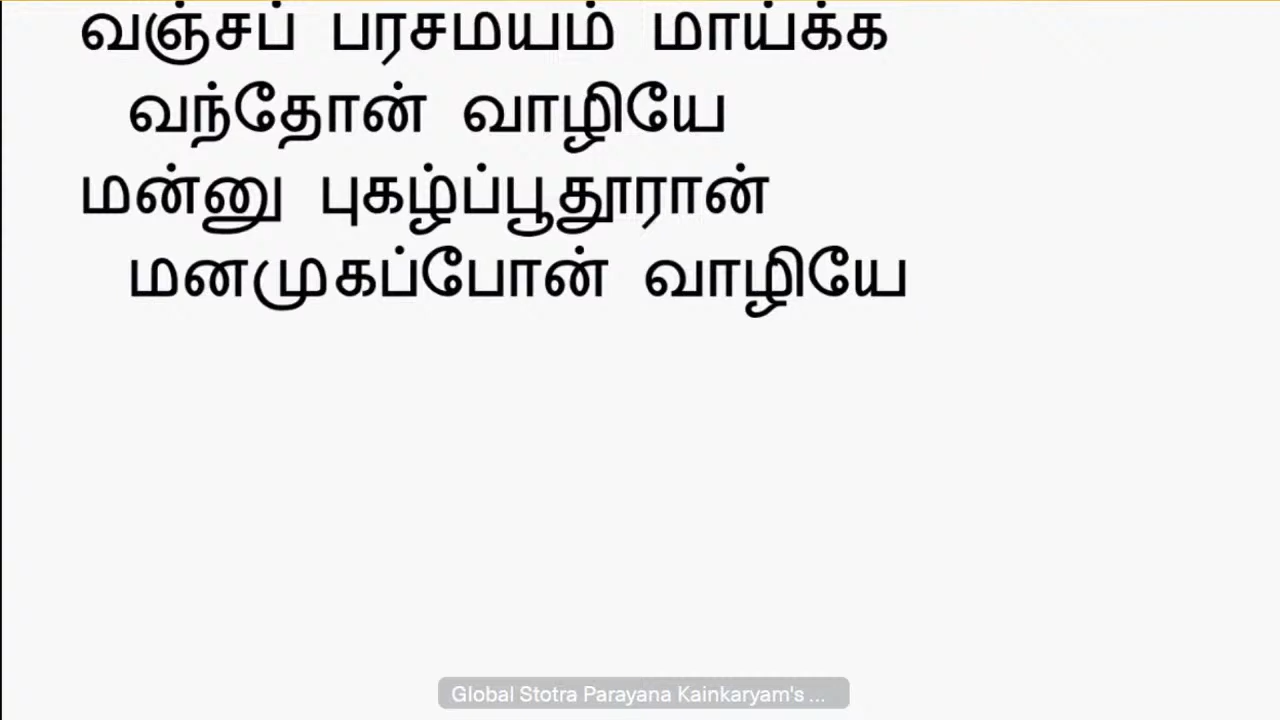 வஞ்சப் பரசமயம் மாய்க்க
வந்தோன் வாழியே
மன்னு புகழ்ப்பூதூரான்
மனமுகப்போன் வாழியே
Global Stotra Parayana Kainkaryam's ...